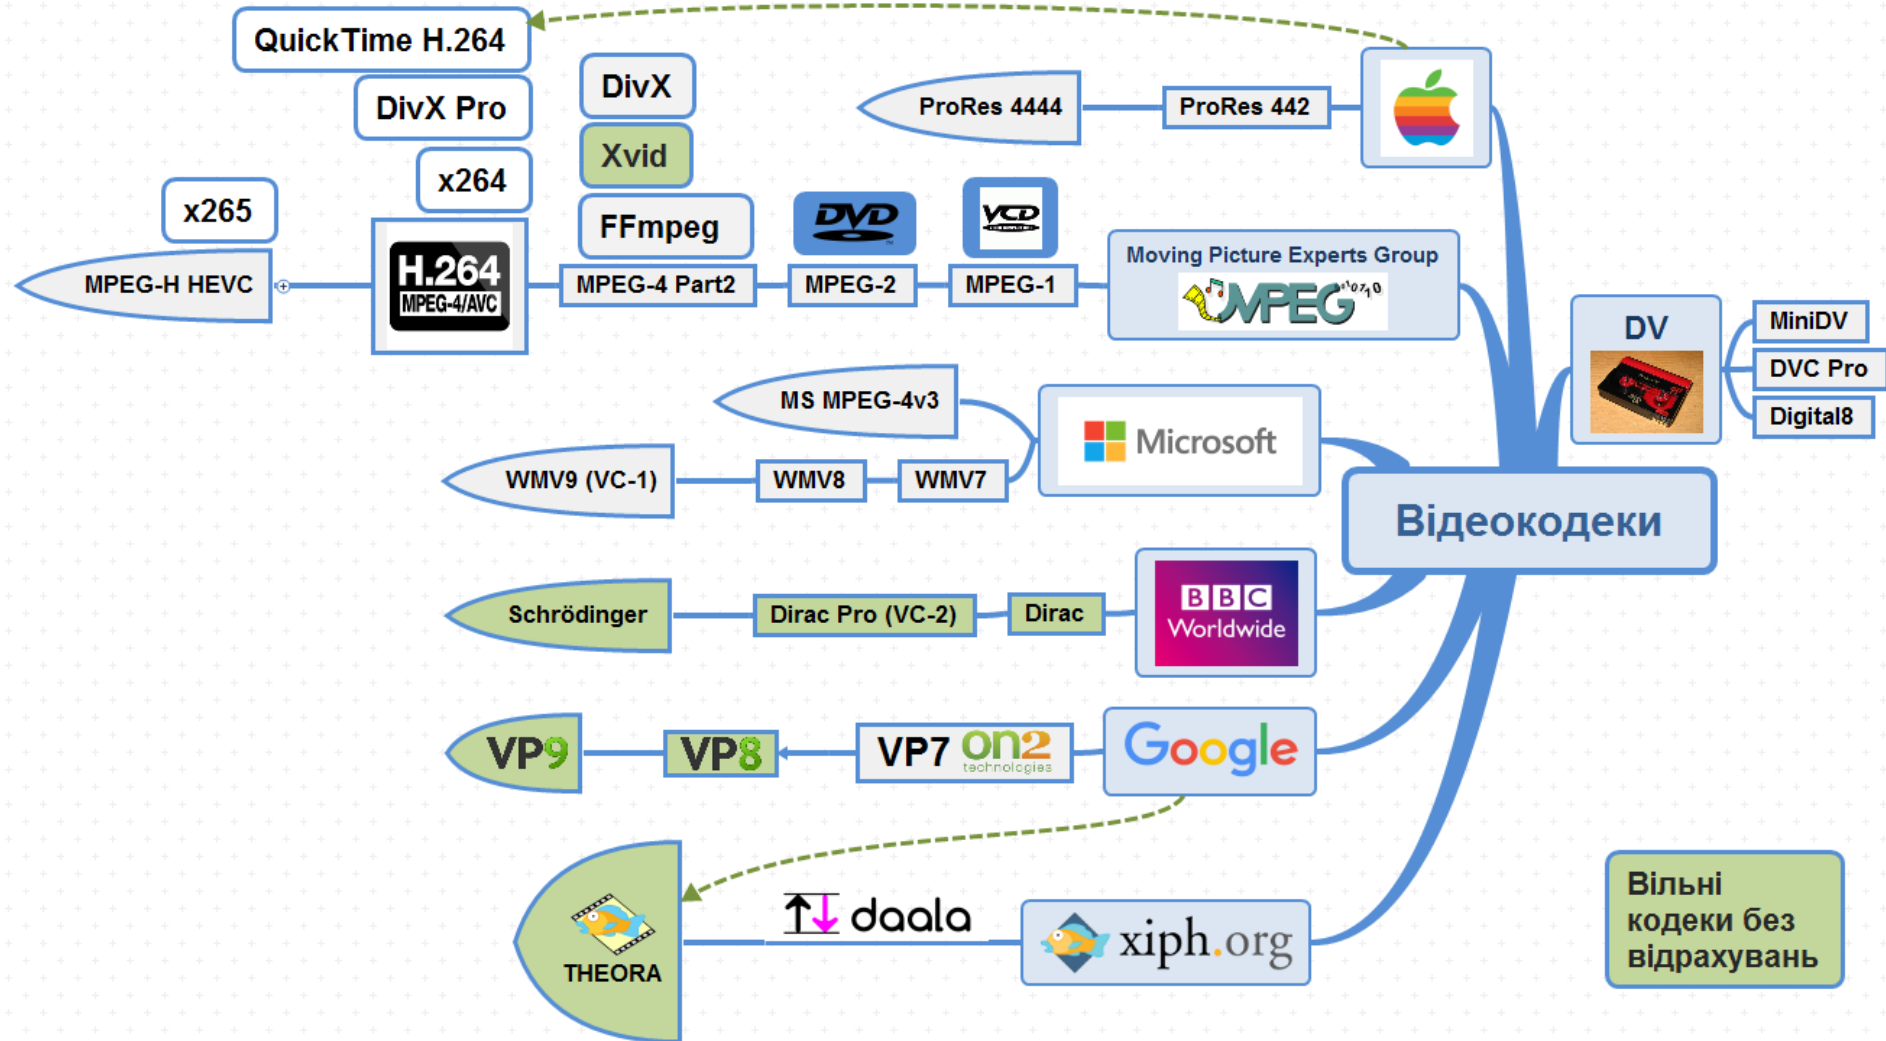 QuickTime H.264
DivX Pro
x264
x265
MPEG-H HEVC
H.264
MPEG-4/AVC
DivX
Xvid
FFmpeg
MPEG-4 Part2
DVD
MPEG-2
VCD
MPEG-1
ProRes 4444
ProRes 442
Moving Picture Experts Group
MPEG
DV
MiniDV
DVC Pro
Digital8
MS MPEG-4v3
Microsoft
WMV9 (VC-1)
WMV8
WMV7
Відеокодеки
Schrödinger
Dirac Pro (VC-2)
Dirac
BBC
Worldwide
VP9
VP8
VP7 on2
technologies
Google
THEORA
daala
xiph.org
Вільні
кодеки без
відрахувань